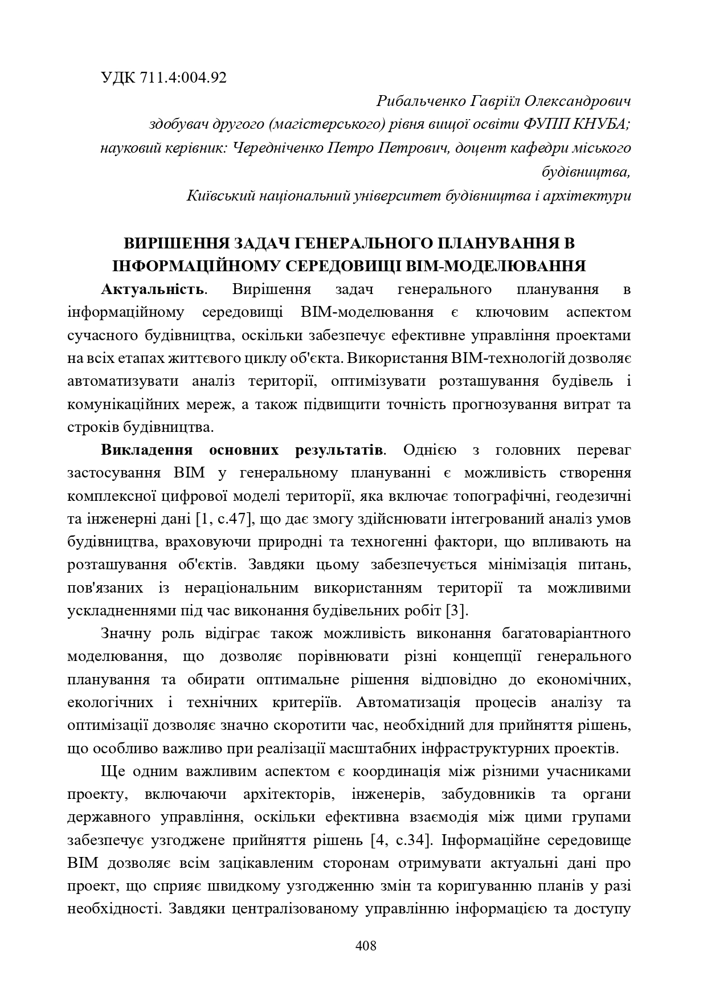 УДК 711.4:004.92
Рибальченко Гавріїл Олександрович
здобувач другого (магістерського) рівня вищої освіти ФУПП КНУБА;
науковий керівник: Чередніченко Петро Петрович, доцент кафедри міського
будівництва,
Київський національний університет будівництва і архітектури
ВИРІШЕННЯ ЗАДАЧ ГЕНЕРАЛЬНОГО ПЛАНУВАННЯ В
ІНФОРМАЦІЙНОМУ СЕРЕДОВИЩІ ВІМ-МОДЕЛЮВАННЯ
Актуальність. Вирішення задач генерального планування в
інформаційному середовищі BIM-моделювання є ключовим аспектом
сучасного будівництва, оскільки забезпечує ефективне управління проектами
на всіх етапах життєвого циклу об'єкта. Використання BIM-технологій дозволяє
автоматизувати аналіз території, оптимізувати розташування будівель і
комунікаційних мереж, а також підвищити точність прогнозування витрат та
строків будівництва.
Викладення основних результатів. Однією з головних переваг
застосування BIM у генеральному плануванні є можливість створення
комплексної цифрової моделі території, яка включає топографічні, геодезичні
та інженерні дані [1, с.47], що дає змогу здійснювати інтегрований аналіз умов
будівництва, враховуючи природні та техногенні фактори, що впливають на
розташування об'єктів. Завдяки цьому забезпечується мінімізація питань,
пов'язаних із нераціональним використанням території та можливими
ускладненнями під час виконання будівельних робіт [3].
Значну роль відіграє також можливість виконання багатоваріантного
моделювання, що дозволяє порівнювати різні концепції генерального
планування та обирати оптимальне рішення відповідно до економічних,
екологічних і технічних критеріїв. Автоматизація процесів аналізу та
оптимізації дозволяє значно скоротити час, необхідний для прийняття рішень,
що особливо важливо при реалізації масштабних інфраструктурних проектів.
Ще одним важливим аспектом є координація між різними учасниками
проекту, включаючи архітекторів, інженерів, забудовників та органи
державного управління, оскільки ефективна взаємодія між цими групами
забезпечує узгоджене прийняття рішень [4, с.34]. Інформаційне середовище
BIM дозволяє всім зацікавленим сторонам отримувати актуальні дані про
проект, що сприяє швидкому узгодженню змін та коригуванню планів у разі
необхідності. Завдяки централізованому управлінню інформацією та доступу
408